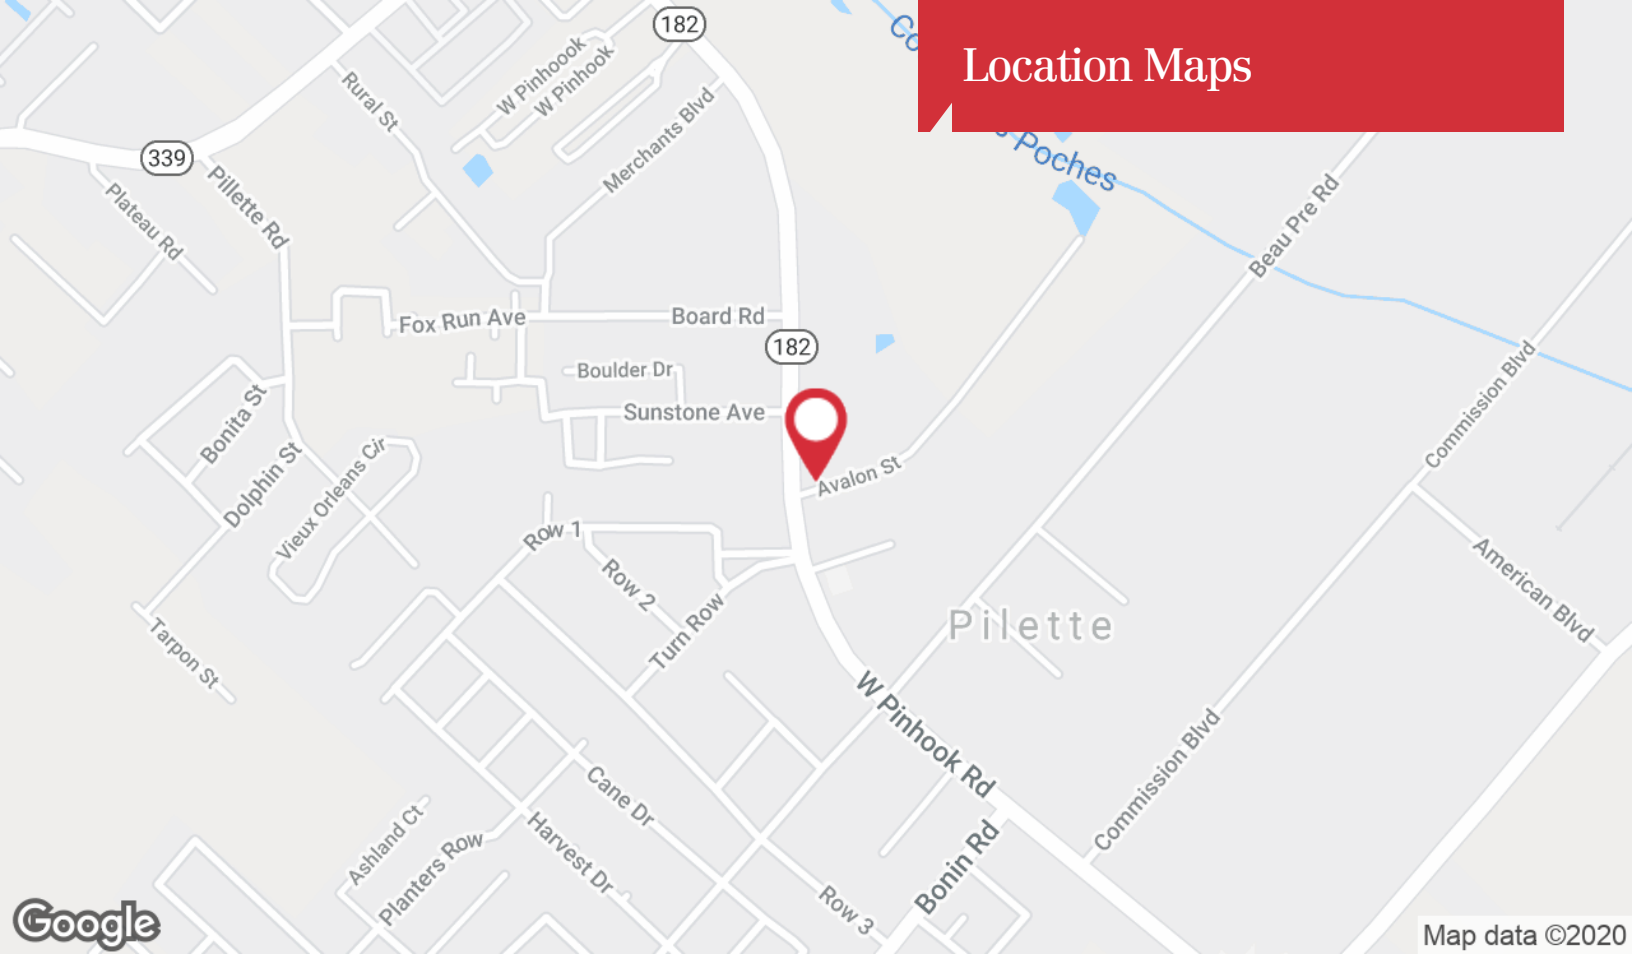 182
Co
Location Maps
W Pinhoook
W Pinhook
Rural St
Merchants Blvd
339
Poches
Pillette Rd
Plateau Rd
Beau Pre Rd
Fox Run Ave
Board Rd
182
Boulder Dr
Sunstone Ave
Bonita St
Commission Blvd
Avalon St
Dolphin St
Vieux Orleans Cir
Row 1
American Blvd
Row 2
Turn Row
Pilette
Tarpon St
W Pinhook Rd
Commission Blvd
Cane Dr
Ashland Ct
Harvest Dr
Planters Row
Bonin Rd
Row 3
Google
Map data ©2020